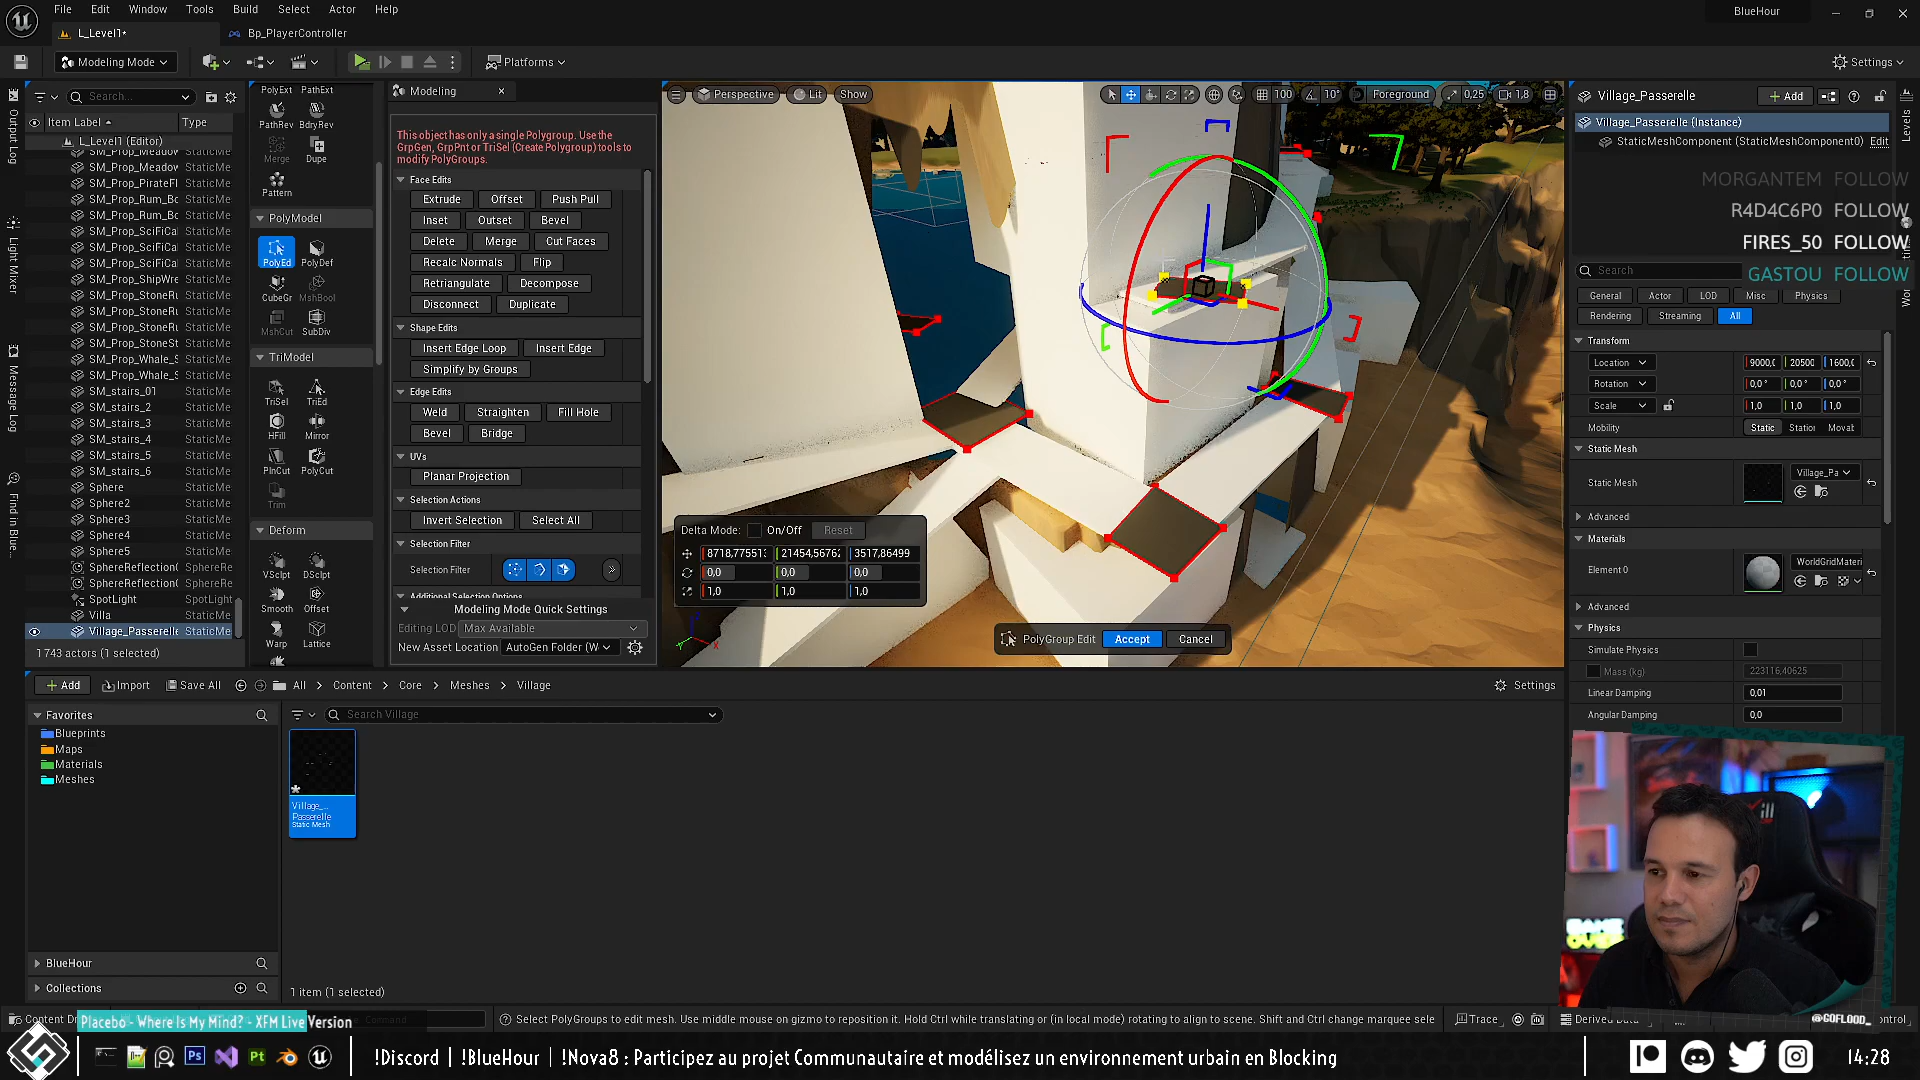 File Edit Window Tools Build Select Actor Help
BlueHour
L_Level1*
Bp_PlayerController
Modeling Mode
Platforms
Settings
Output Log
Light Mixer
Message Log
Find in Blue...
Search...
Item Label Type
L_Level1 (Editor)
SM_Prop_Meadow StaticMe
SM_Prop_Meadow StaticMe
SM_Prop_PirateFl StaticMe
SM_Prop_Rum_Bo StaticMe
SM_Prop_Rum_Bo StaticMe
SM_Prop_SciFiCal StaticMe
SM_Prop_SciFiCal StaticMe
SM_Prop_SciFiCal StaticMe
SM_Prop_ShipWre StaticMe
SM_Prop_StoneRu StaticMe
SM_Prop_StoneRu StaticMe
SM_Prop_StoneRu StaticMe
SM_Prop_StoneSt StaticMe
SM_Prop_Whale_S StaticMe
SM_Prop_Whale_S StaticMe
SM_stairs_01 StaticMe
SM_stairs_2 StaticMe
SM_stairs_3 StaticMe
SM_stairs_4 StaticMe
SM_stairs_5 StaticMe
SM_stairs_6 StaticMe
Sphere StaticMe
Sphere2 StaticMe
Sphere3 StaticMe
Sphere4 StaticMe
Sphere5 StaticMe
SphereReflection SphereRe
SphereReflection SphereRe
SpotLight SpotLight
Villa StaticMe
Village_Passerelle StaticMe
1 743 actors (1 selected)
PolyExt PathExt
PathRev BdryRev
Merge Dupe
Pattern
PolyModel
PolyEd PolyDef
CubeGr MshBool
MshCut SubDiv
TriModel
TriSel TriEd
HFill Mirror
PlnCut PolyCut
Trim
Deform
VSclpt DSclpt
Smooth Offset
Warp Lattice
Modeling
This object has only a single Polygroup. Use the
GrpGen, GrpPnt or TriSel (Create Polygroup) tools to
modify PolyGroups.
Face Edits
Extrude Offset Push Pull
Inset Outset Bevel
Delete Merge Cut Faces
Recalc Normals Flip
Retriangulate Decompose
Disconnect Duplicate
Shape Edits
Insert Edge Loop Insert Edge
Simplify by Groups
Edge Edits
Weld Straighten Fill Hole
Bevel Bridge
UVs
Planar Projection
Selection Actions
Invert Selection Select All
Selection Filter
Selection Filter
Additional Selection Options
Modeling Mode Quick Settings
Editing LOD Max Available
New Asset Location AutoGen Folder (W
Perspective Lit Show
100 10° Foreground 0,25 1,8
Delta Mode: On/Off Reset
8718,775513 21454,56762 3517,86499
0,0 0,0 0,0
1,0 1,0 1,0
PolyGroup Edit Accept Cancel
Village_Passerelle
Add
Village_Passerelle (Instance)
StaticMeshComponent (StaticMeshComponent0) Edit
Levels
MORGANTEM FOLLOW
R4D4C6P0 FOLLOW
FIRES_50 FOLLOW
GASTOU FOLLOW
Search
General Actor LOD Misc Physics
Rendering Streaming All
Transform
Location 9000,0 20500 1600,0
Rotation 0,0° 0,0° 0,0°
Scale 1,0 1,0 1,0
Mobility Static Station Movab
Static Mesh
Static Mesh Village_Pa
Advanced
Materials
Element 0 WorldGridMateri
Advanced
Physics
Simulate Physics
Mass (kg) 223116,40625
Linear Damping 0,01
Angular Damping 0,0
Add Import Save All All Content Core Meshes Village
Settings
Favorites
Blueprints
Maps
Materials
Meshes
BlueHour
Collections
Search Village
Village_
Passerelle
Static Mesh
1 item (1 selected)
GAME
OVER
@GOFLOOD_
Content Dr
Placebo - Where Is My Mind? - XFM Live Version
Select PolyGroups to edit mesh. Use middle mouse on gizmo to reposition it. Hold Ctrl while translating or (in local mode) rotating to align to scene. Shift and Ctrl change marquee sele
Trace
Derived Data
!Discord | !BlueHour | !Nova8 : Participez au projet Communautaire et modélisez un environnement urbain en Blocking
14:28